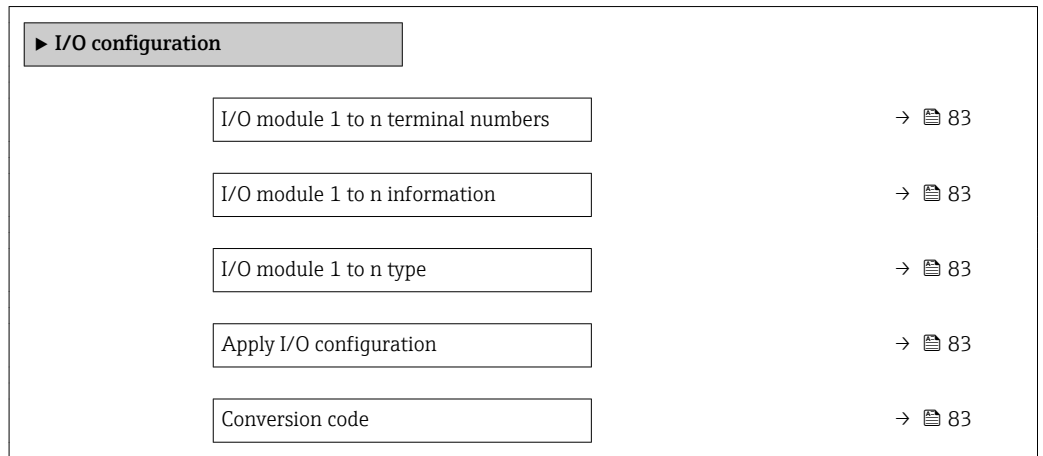 ► I/O configuration
I/O module 1 to n terminal numbers → 83
I/O module 1 to n information → 83
I/O module 1 to n type → 83
Apply I/O configuration → 83
Conversion code → 83